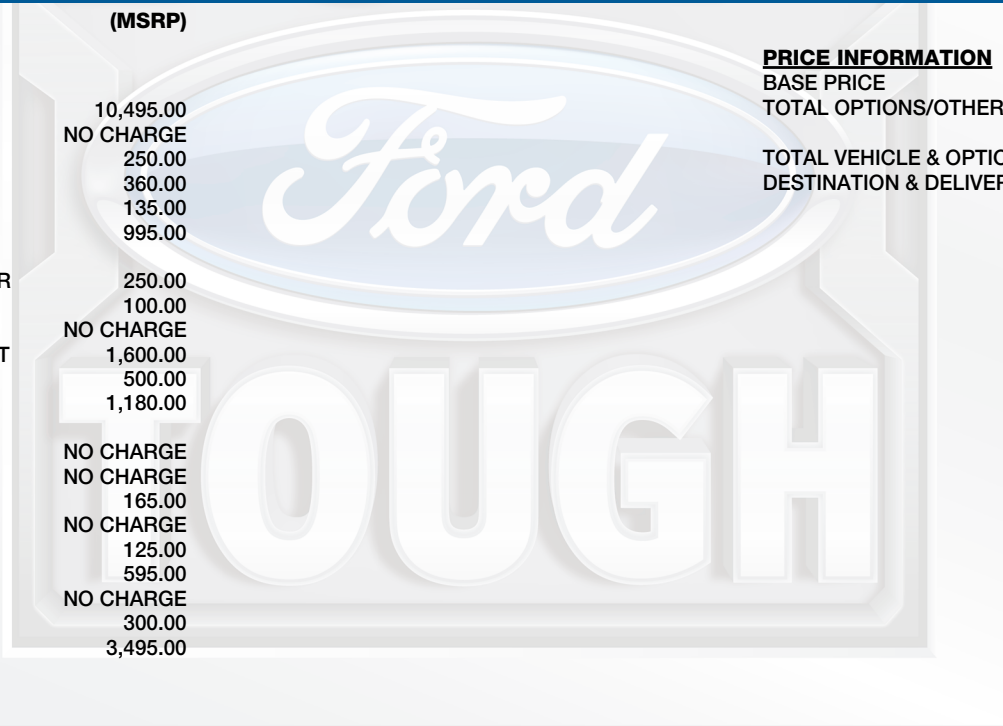 (MSRP)
10,495.00
NO CHARGE
250.00
360.00
135.00
995.00
R 250.00
100.00
NO CHARGE
T 1,600.00
500.00
1,180.00
NO CHARGE
NO CHARGE
165.00
NO CHARGE
125.00
595.00
NO CHARGE
300.00
3,495.00
PRICE INFORMATION
BASE PRICE
TOTAL OPTIONS/OTHER
TOTAL VEHICLE & OPTIO
DESTINATION & DELIVER
Ford
TOUGH